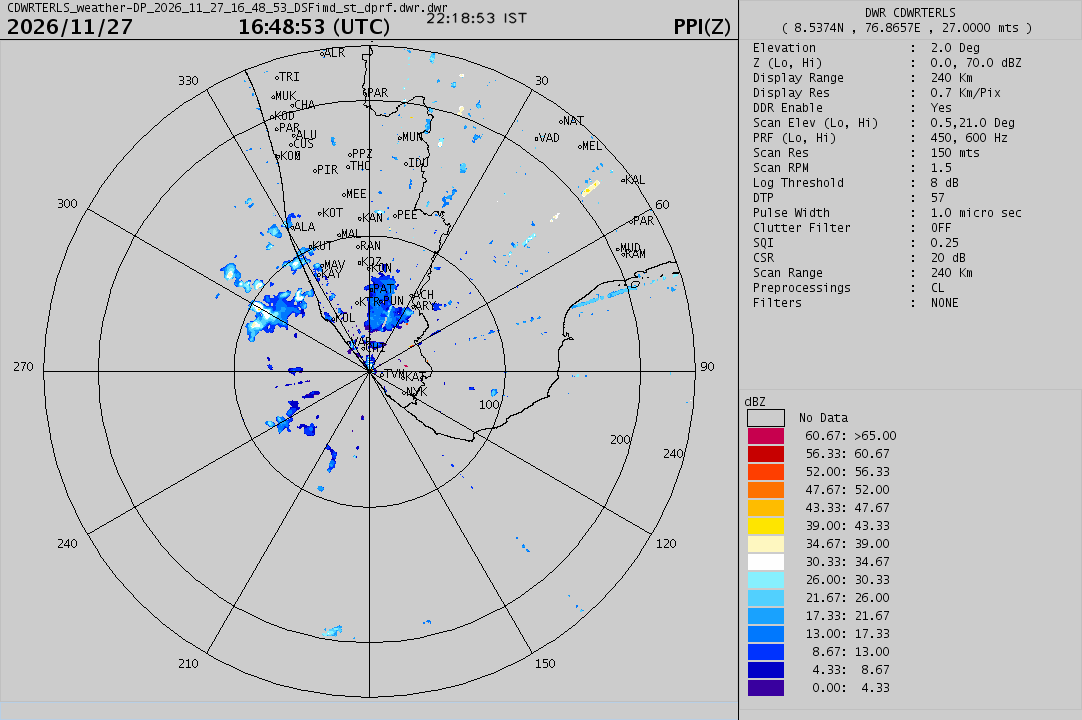 CDWRTERLS_weather-DP_2026_11_27_16_48_53_DSFimd_st_dprf.dwr.dwr
2026/11/27
16:48:53 (UTC)
22:18:53 IST
PPI(Z)
DWR CDWRTERLS
( 8.5374N , 76.8657E , 27.0000 mts )
Elevation : 2.0 Deg
Z (Lo, Hi) : 0.0, 70.0 dBZ
Display Range : 240 Km
Display Res : 0.7 Km/Pix
DDR Enable : Yes
Scan Elev (Lo, Hi) : 0.5,21.0 Deg
PRF (Lo, Hi) : 450, 600 Hz
Scan Res : 150 mts
Scan RPM : 1.5
Log Threshold : 8 dB
DTP : 57
Pulse Width : 1.0 micro sec
Clutter Filter : OFF
SQI : 0.25
CSR : 20 dB
Scan Range : 240 Km
Preprocessings : CL
Filters : NONE
dBZ
No Data
60.67: >65.00
56.33: 60.67
52.00: 56.33
47.67: 52.00
43.33: 47.67
39.00: 43.33
34.67: 39.00
30.33: 34.67
26.00: 30.33
21.67: 26.00
17.33: 21.67
13.00: 17.33
8.67: 13.00
4.33: 8.67
0.00: 4.33
ALR
TRI
330
30
MUK
PAR
CHA
KOD
NAT
PAR
ALU
MUN
VAD
CUS
MEL
PPZ
THO
IDU
PIR
KAL
MEE
300
60
KOT
KAN
PEE
PAR
ALA
MAL
KUT
RAN
MUD
RAM
MAV
KOZ
KON
KAY
PAT
ACH
KTR
PUN
ARY
KOL
VAR
270
TVM
KAT
90
NYK
100
200
240
240
120
210
150